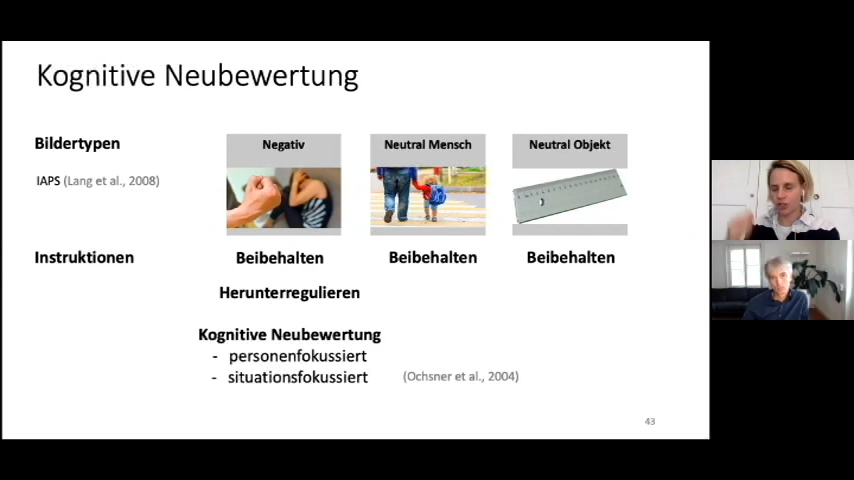 Kognitive Neubewertung
Bildertypen
Negativ
Neutral Mensch
Neutral Objekt
IAPS (Lang et al., 2008)
Instruktionen
Beibehalten
Beibehalten
Beibehalten
Herunterregulieren
Kognitive Neubewertung
- personenfokussiert
- situationsfokussiert
(Ochsner et al., 2004)
43